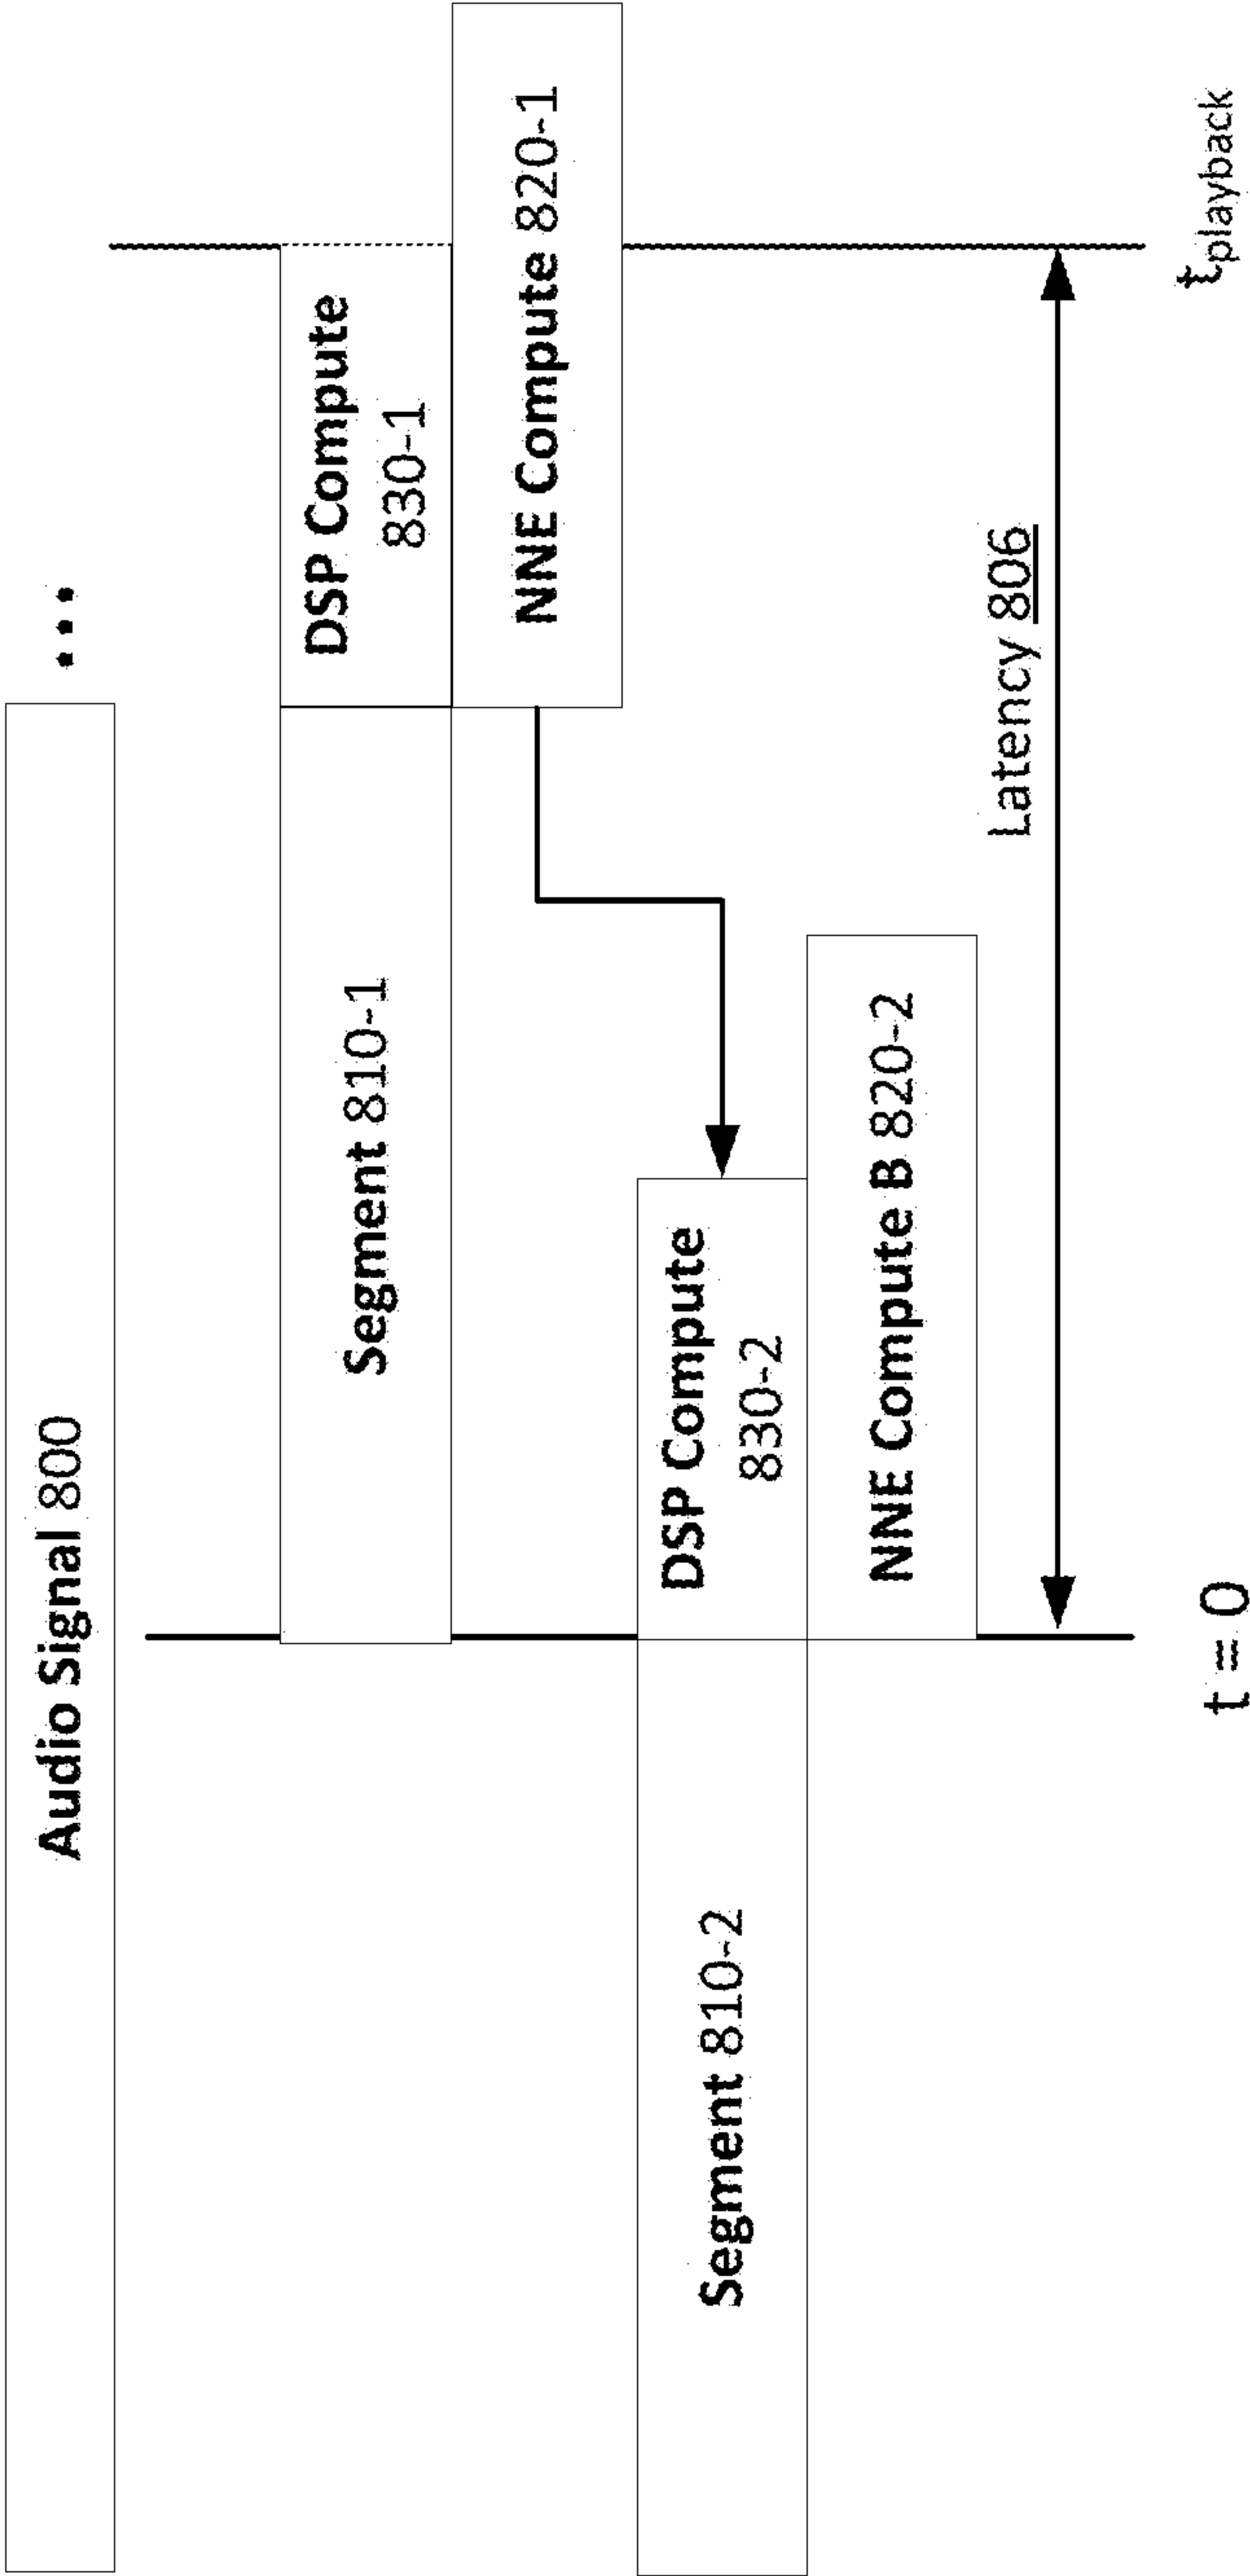 Audio Signal 800
...
Segment 810-1
DSP Compute
830-1
NNE Compute 820-1
Segment 810-2
DSP Compute
830-2
NNE Compute B 820-2
Latency 806
t = 0
tplayback